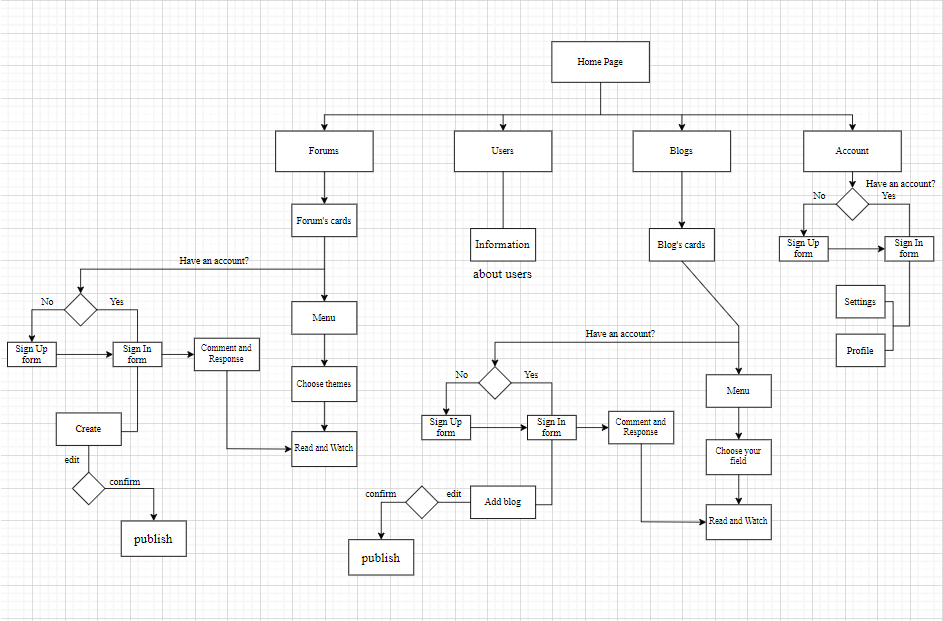 Home Page
Forums
Users
Blogs
Account
Have an account?
No
Yes
Forum's cards
Information
about users
Blog's cards
Sign Up
form
Sign In
form
Have an account?
No
Yes
Menu
Settings
Sign Up
form
Sign In
form
Comment and
Response
Have an account?
Profile
Choose themes
No
Yes
Menu
Create
Sign Up
form
Sign In
form
Comment and
Response
Read and Watch
Choose your
field
edit
confirm
confirm
edit
Add blog
Read and Watch
publish
publish